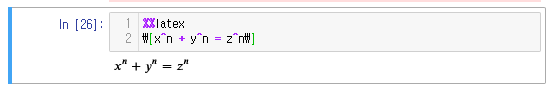 In [26]:
1 %%latex
2 ₩[x^n + y^n = z^n₩]
xⁿ + yⁿ = zⁿ